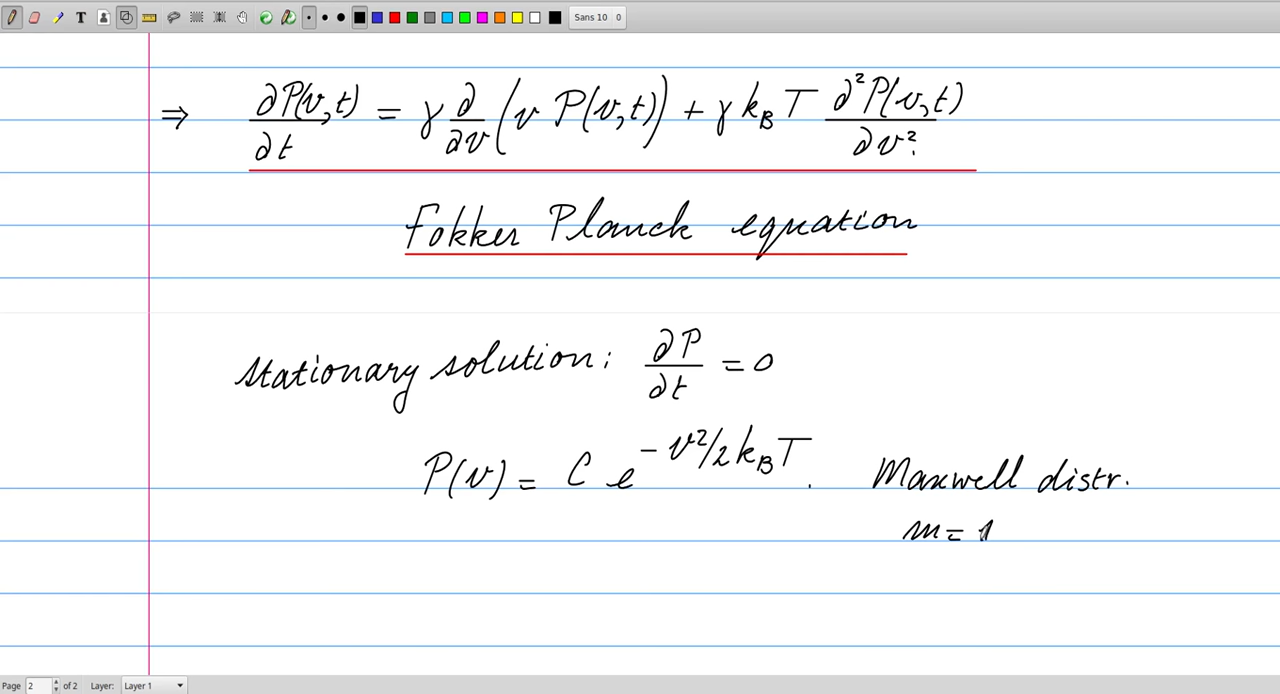 Sans 10 0
⇒ ∂P(v,t)/∂t = γ ∂/∂v (v P(v,t)) + γ k_B T ∂²P(v,t)/∂v².
Fokker Planck equation
Stationary solution: ∂P/∂t = 0
P(v) = C e^{-v²/2k_BT}. Maxwell distr.
m = 1
Page 2 of 2 Layer: Layer 1